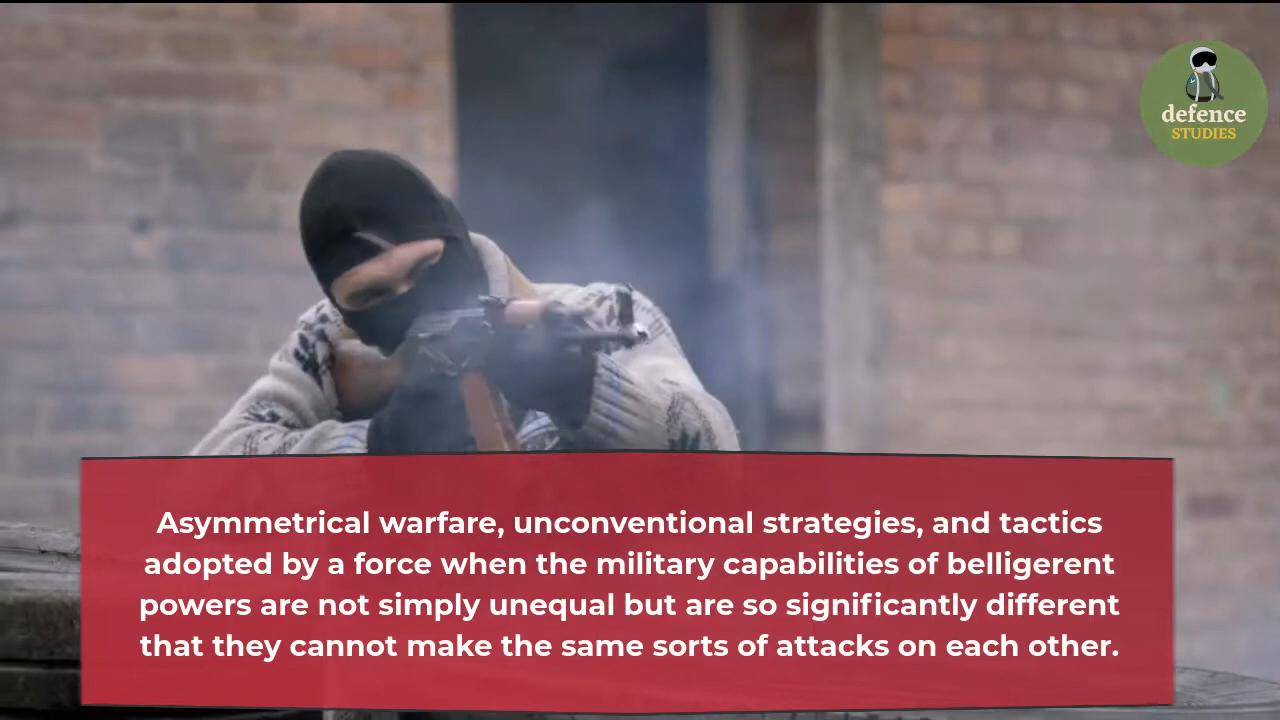 defence
STUDIES
Asymmetrical warfare, unconventional strategies, and tactics
adopted by a force when the military capabilities of belligerent
powers are not simply unequal but are so significantly different
that they cannot make the same sorts of attacks on each other.